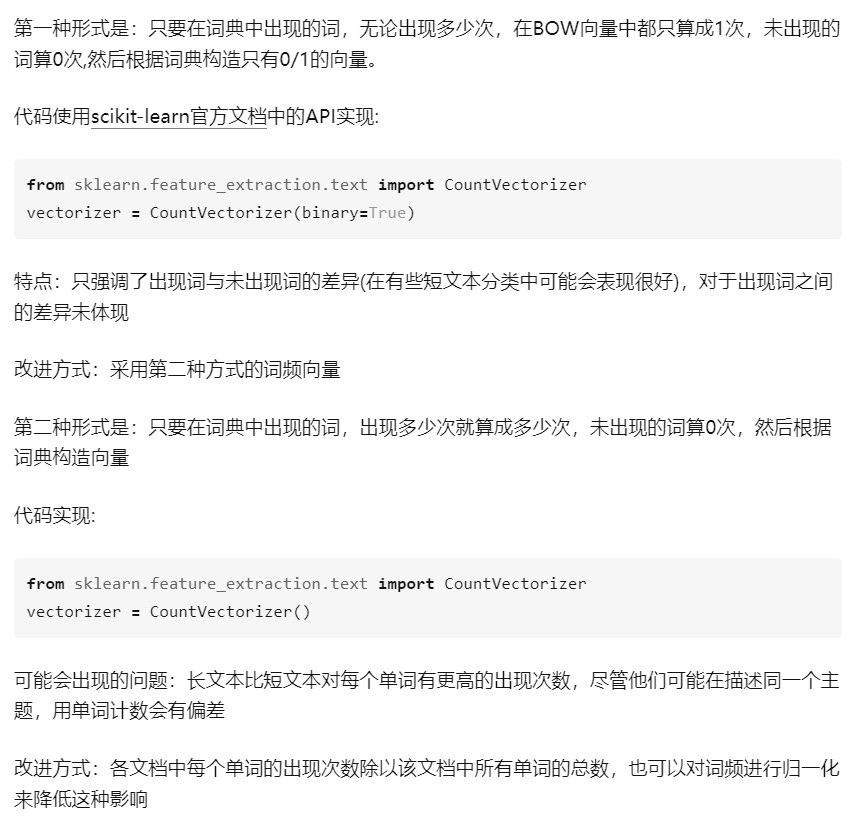 第一种形式是：只要在词典中出现的词，无论出现多少次，在BOW向量中都只算成1次，未出现的
词算0次,然后根据词典构造只有0/1的向量。
代码使用scikit-learn官方文档中的API实现:
from sklearn.feature_extraction.text import CountVectorizer
vectorizer = CountVectorizer(binary=True)
特点：只强调了出现词与未出现词的差异(在有些短文本分类中可能会表现很好)，对于出现词之间
的差异未体现
改进方式：采用第二种方式的词频向量
第二种形式是：只要在词典中出现的词，出现多少次就算成多少次，未出现的词算0次，然后根据
词典构造向量
代码实现:
from sklearn.feature_extraction.text import CountVectorizer
vectorizer = CountVectorizer()
可能会出现的问题：长文本比短文本对每个单词有更高的出现次数，尽管他们可能在描述同一个主
题，用单词计数会有偏差
改进方式：各文档中每个单词的出现次数除以该文档中所有单词的总数，也可以对词频进行归一化
来降低这种影响